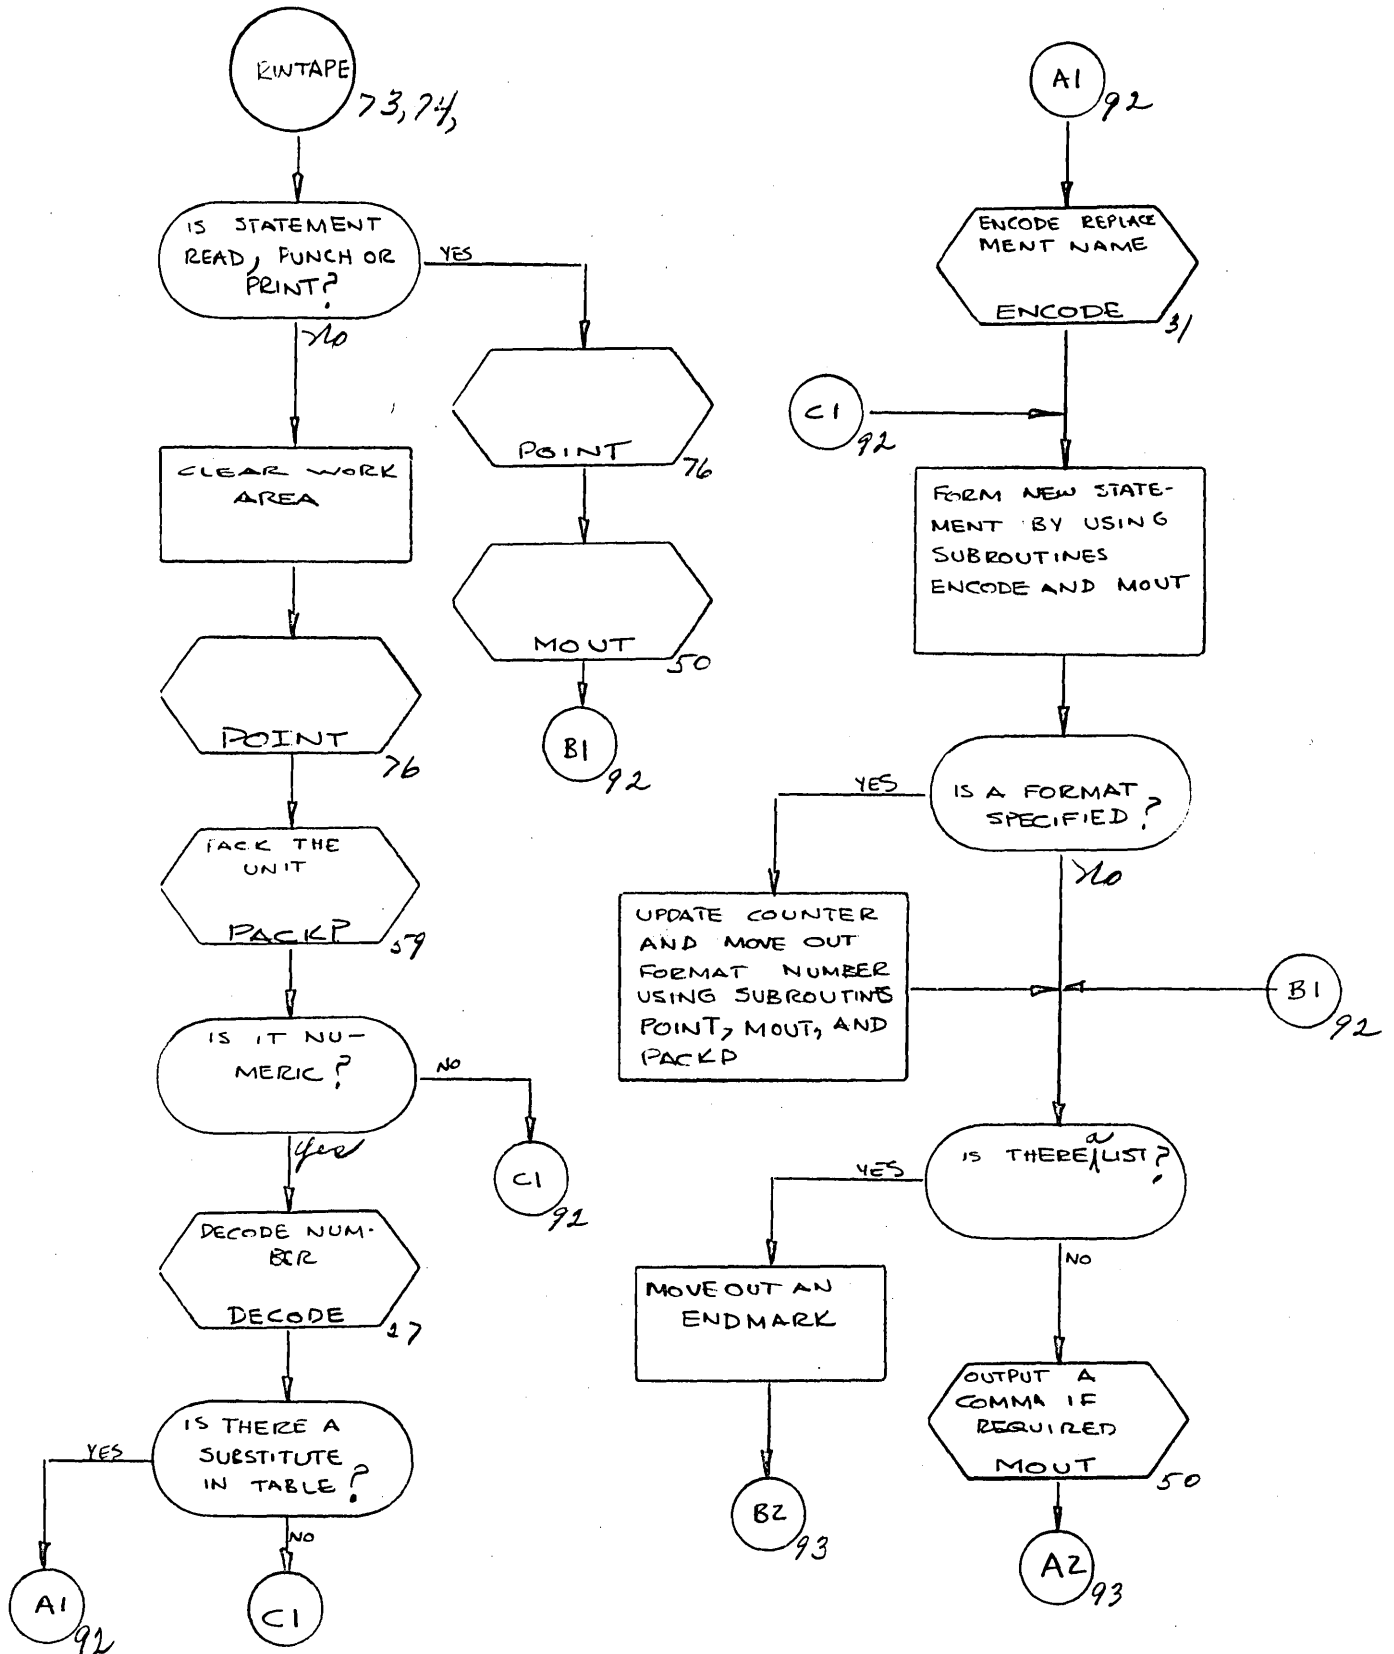 RWTAPE
73, 74,
IS STATEMENT
READ, PUNCH OR
PRINT?
YES
No
CLEAR WORK
AREA
POINT
76
PACK THE
UNIT
PACKP
59
IS IT NU-
MERIC?
NO
Yes
C1
92
DECODE NUM-
BER
DECODE
27
IS THERE A
SUBSTITUTE
IN TABLE?
YES
NO
A1
92
C1
POINT
76
MOUT
50
B1
92
A1
92
ENCODE REPLACE
MENT NAME
ENCODE
31
C1
92
FORM NEW STATE-
MENT BY USING
SUBROUTINES
ENCODE AND MOUT
IS A FORMAT
SPECIFIED?
YES
No
UPDATE COUNTER
AND MOVE OUT
FORMAT NUMBER
USING SUBROUTINES
POINT, MOUT, AND
PACKP
B1
92
IS THERE a LIST?
YES
NO
MOVE OUT AN
ENDMARK
B2
93
OUTPUT A
COMMA IF
REQUIRED
MOUT
50
A2
93